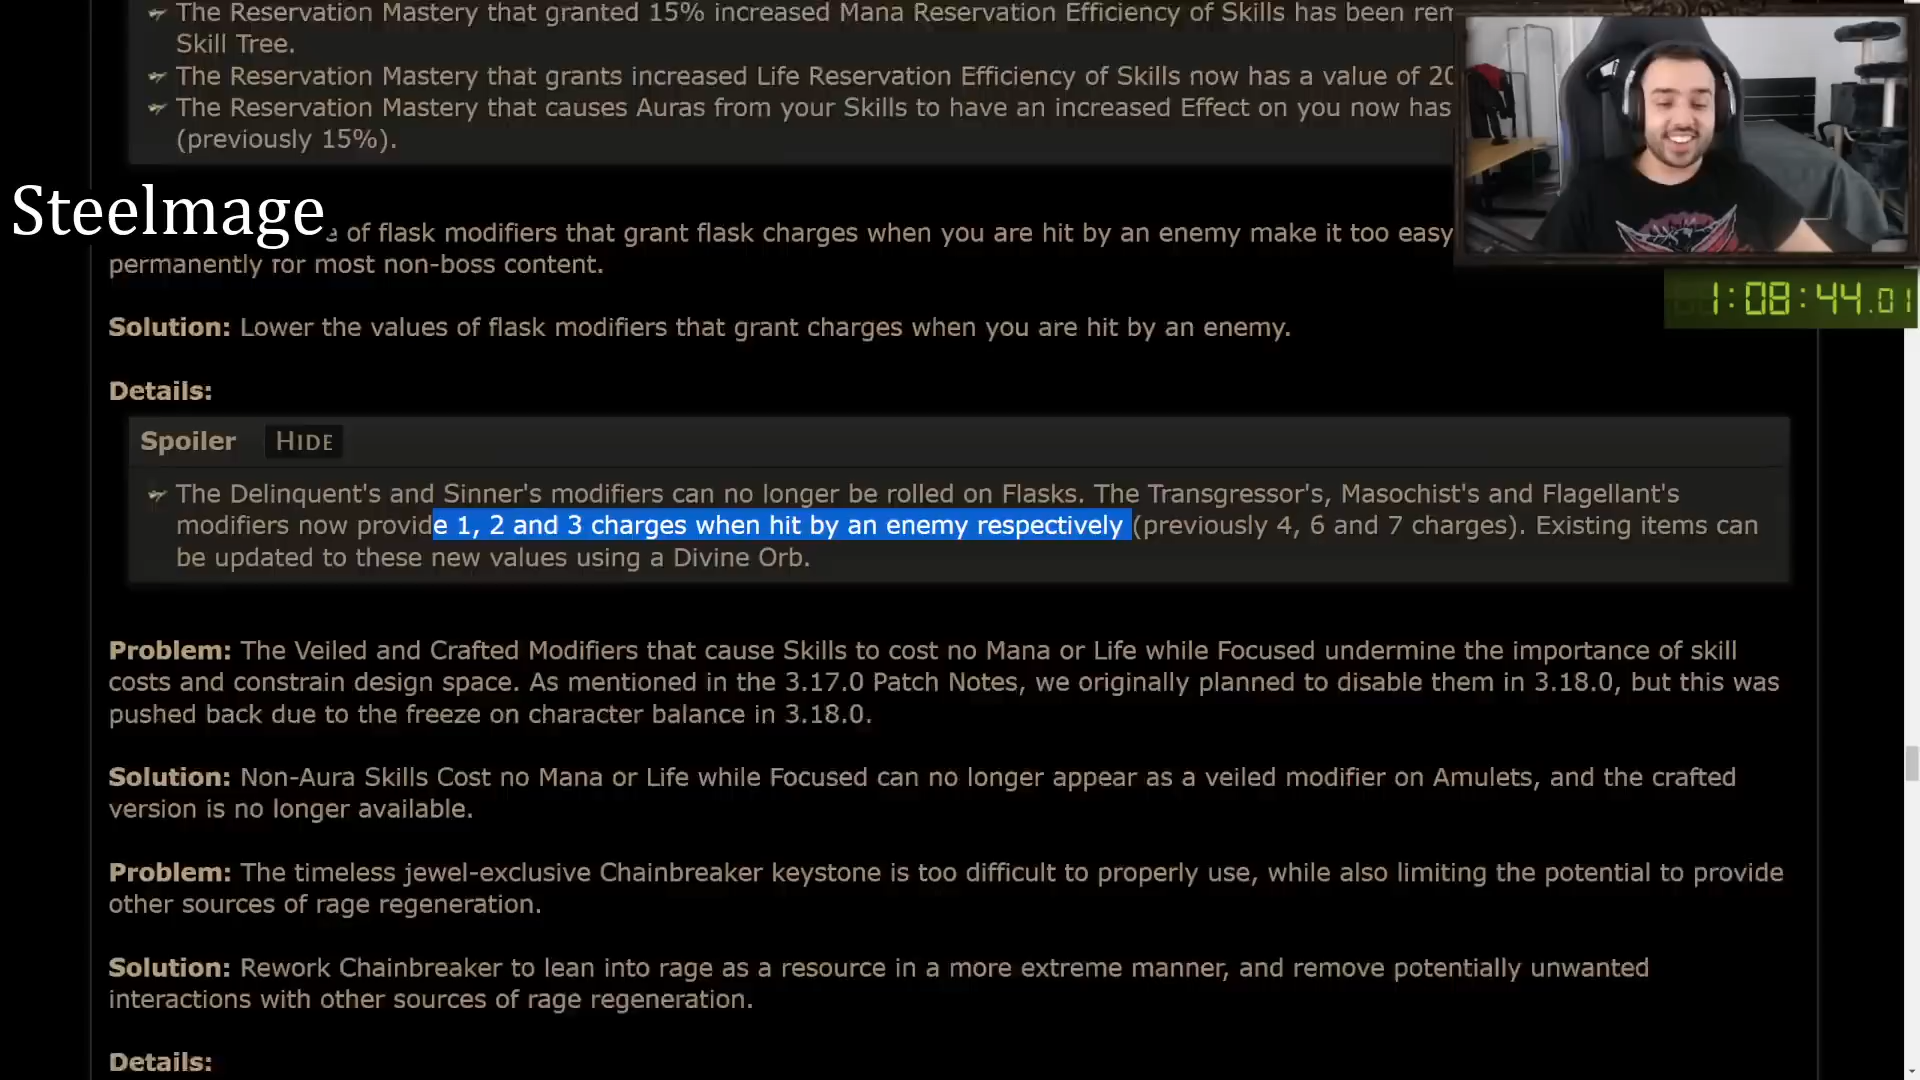 The Reservation Mastery that granted 15% increased Mana Reservation Efficiency of Skills has been
Skill Tree.
The Reservation Mastery that grants increased Life Reservation Efficiency of Skills now has a value of
The Reservation Mastery that causes Auras from your Skills to have an increased Effect on you now has
(previously 15%).
Steelmage
of flask modifiers that grant flask charges when you are hit by an enemy make it too easy
permanently for most non-boss content.
1:08:44.01
Solution: Lower the values of flask modifiers that grant charges when you are hit by an enemy.
Details:
Spoiler HIDE
The Delinquent's and Sinner's modifiers can no longer be rolled on Flasks. The Transgressor's, Masochist's and Flagellant's
modifiers now provide 1, 2 and 3 charges when hit by an enemy respectively (previously 4, 6 and 7 charges). Existing items can
be updated to these new values using a Divine Orb.
Problem: The Veiled and Crafted Modifiers that cause Skills to cost no Mana or Life while Focused undermine the importance of skill
costs and constrain design space. As mentioned in the 3.17.0 Patch Notes, we originally planned to disable them in 3.18.0, but this was
pushed back due to the freeze on character balance in 3.18.0.
Solution: Non-Aura Skills Cost no Mana or Life while Focused can no longer appear as a veiled modifier on Amulets, and the crafted
version is no longer available.
Problem: The timeless jewel-exclusive Chainbreaker keystone is too difficult to properly use, while also limiting the potential to provide
other sources of rage regeneration.
Solution: Rework Chainbreaker to lean into rage as a resource in a more extreme manner, and remove potentially unwanted
interactions with other sources of rage regeneration.
Details: